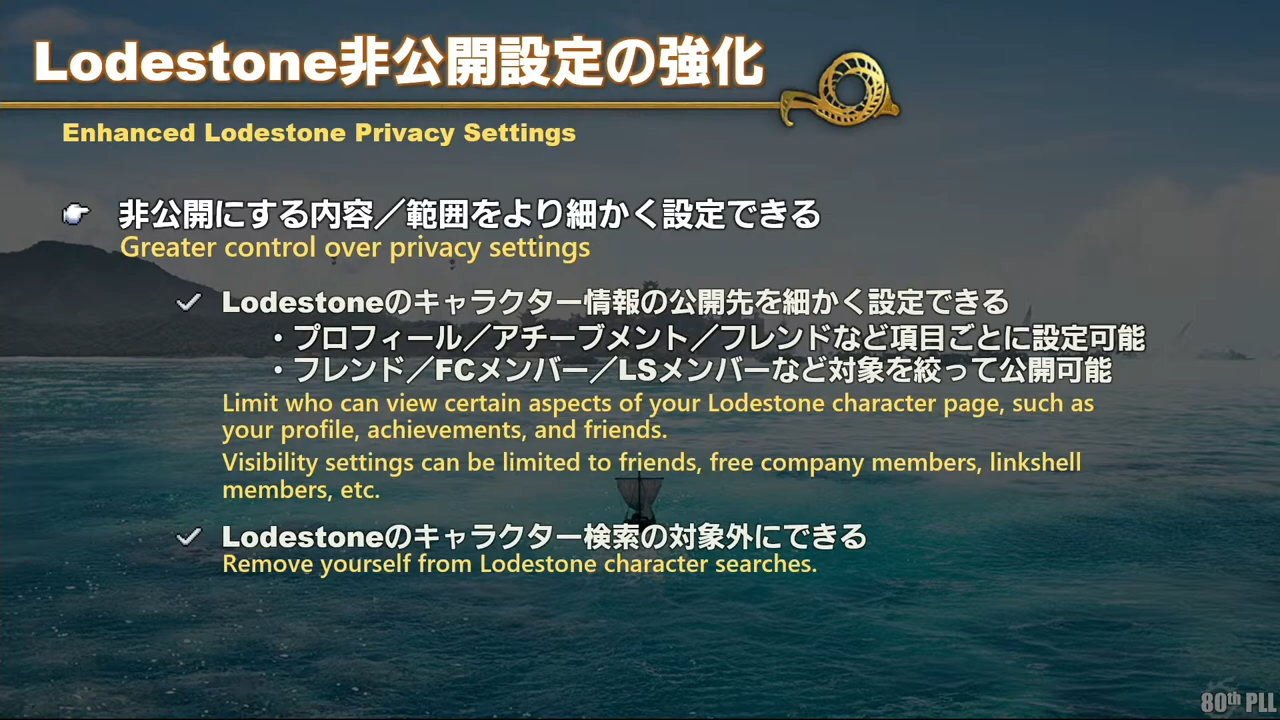 Lodestone非公開設定の強化
Enhanced Lodestone Privacy Settings
非公開にする内容／範囲をより細かく設定できる
Greater control over privacy settings
Lodestoneのキャラクター情報の公開先を細かく設定できる
・プロフィール／アチーブメント／フレンドなど項目ごとに設定可能
・フレンド／FCメンバー／LSメンバーなど対象を絞って公開可能
Limit who can view certain aspects of your Lodestone character page, such as
your profile, achievements, and friends.
Visibility settings can be limited to friends, free company members, linkshell
members, etc.
Lodestoneのキャラクター検索の対象外にできる
Remove yourself from Lodestone character searches.
80th PLL